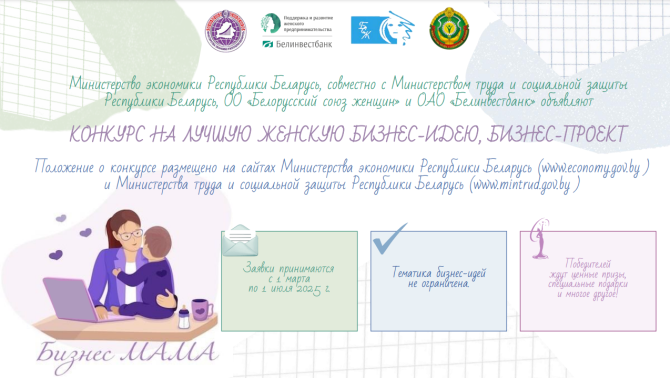 Поддержка и развития
женского
предпринимательства
Белинвестбанк
Министерство экономики Республики Беларусь, совместно с Министерством труда и социальной защиты
Республики Беларусь, ОО «Белорусский союз женщин» и ОАО «Белинвестбанк» объявляют
КОНКУРС НА ЛУЧШУЮ ЖЕНСКУЮ БИЗНЕС-ИДЕЮ, БИЗНЕС-ПРОЕКТ
Положение о конкурсе размещено на сайтах Министерства экономики Республики Беларусь (www.economy.gov.by )
и Министерства труда и социальной защиты Республики Беларусь (www.mintrud.gov.by )
Заявки принимаются
с 1 марта
по 1 июля 2025 г.
Тематика бизнес-идей
не ограничена
Победителей
ждут ценные призы,
специальные подарки
и многое другое!
Бизнес МАМА